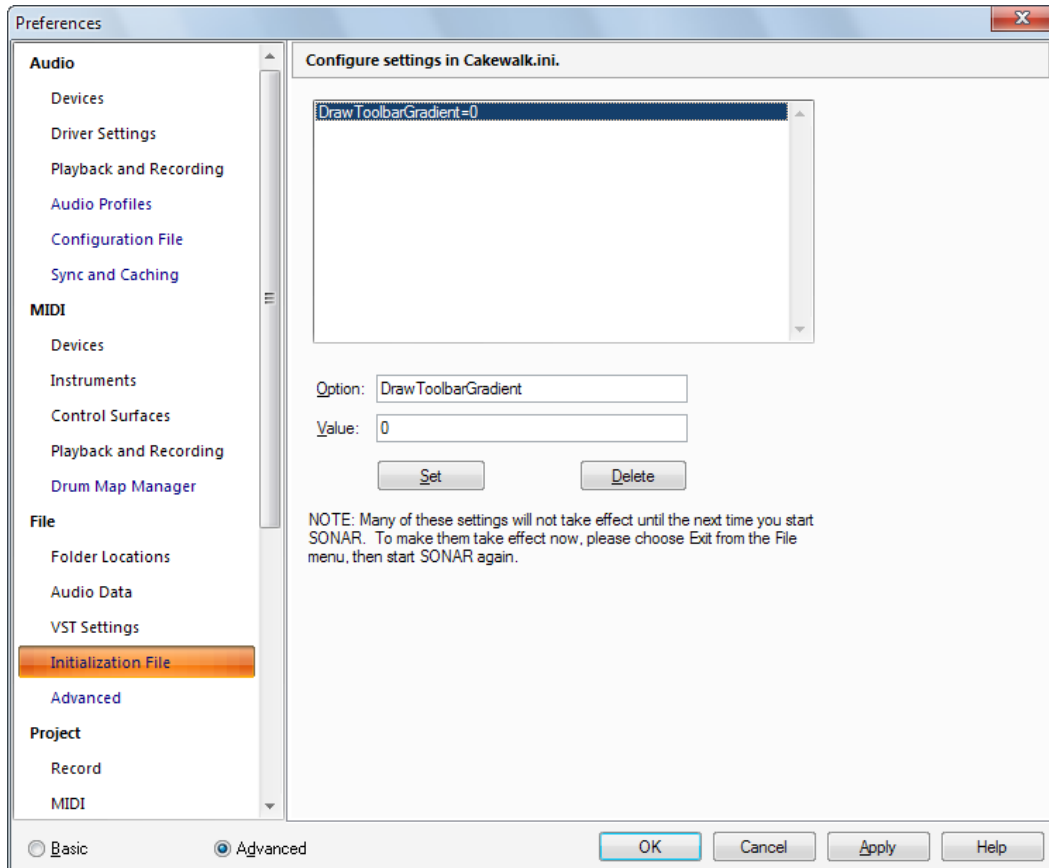 Preferences
Audio
Devices
Driver Settings
Playback and Recording
Audio Profiles
Configuration File
Sync and Caching
MIDI
Devices
Instruments
Control Surfaces
Playback and Recording
Drum Map Manager
File
Folder Locations
Audio Data
VST Settings
Initialization File
Advanced
Project
Record
MIDI
Configure settings in Cakewalk.ini.
DrawToolbarGradient=0
Option: DrawToolbarGradient
Value: 0
Set Delete
NOTE: Many of these settings will not take effect until the next time you start
SONAR. To make them take effect now, please choose Exit from the File
menu, then start SONAR again.
Basic Advanced OK Cancel Apply Help